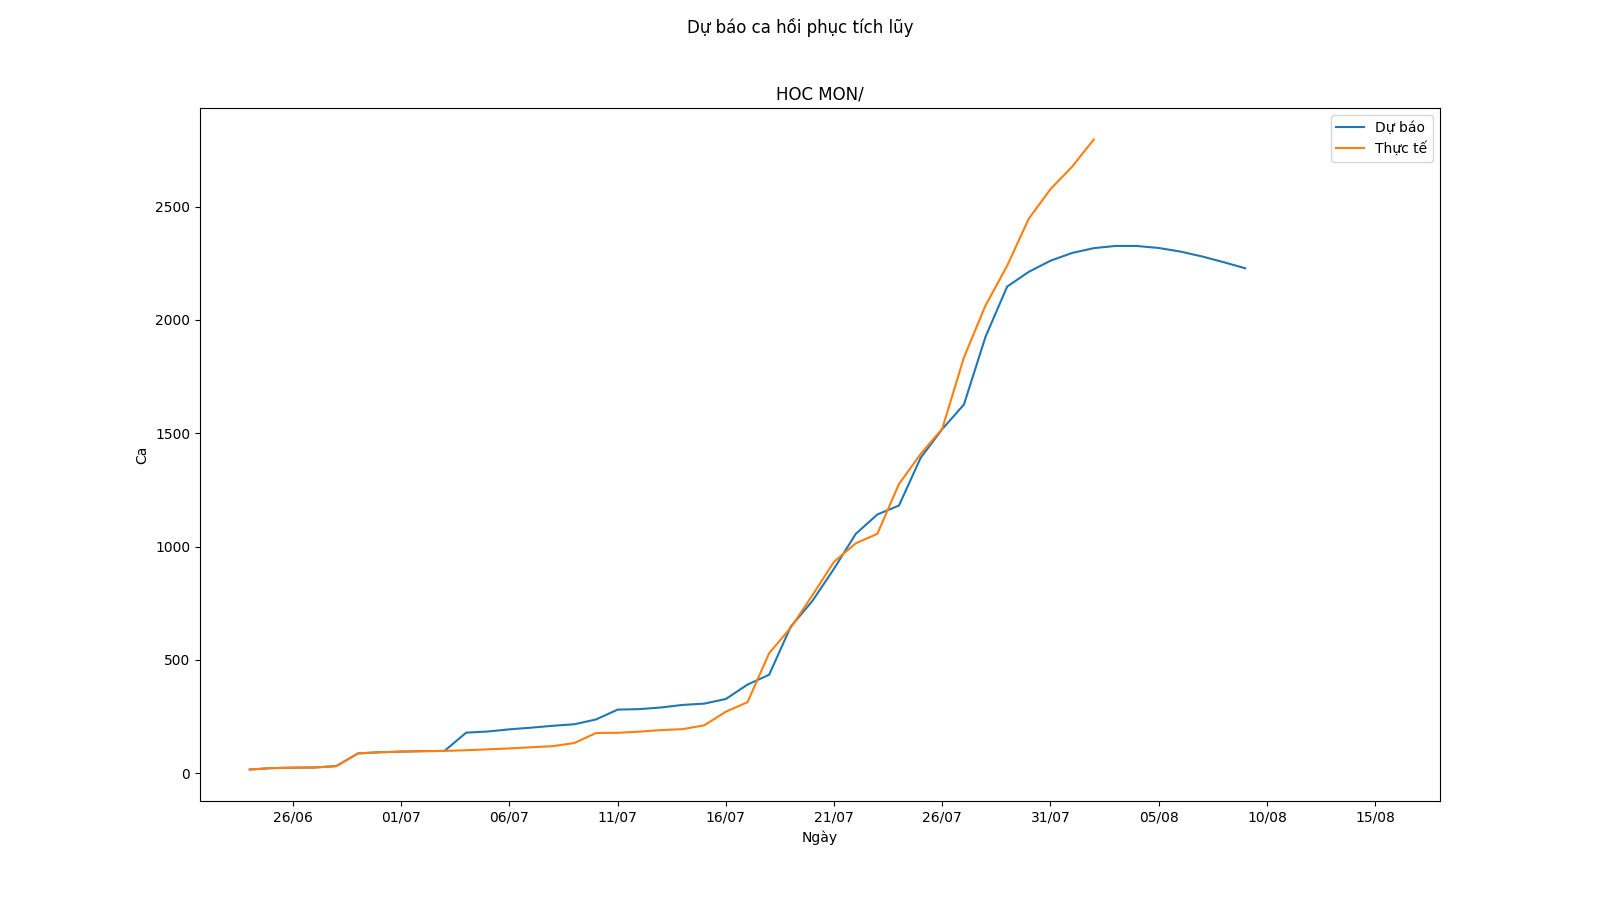 Dự báo ca hồi phục tích lũy
HOC MON/
Dự báo
Thực tế
2500
2000
1500
1000
500
0
Ca
26/06 01/07 06/07 11/07 16/07 21/07 26/07 31/07 05/08 10/08 15/08
Ngày